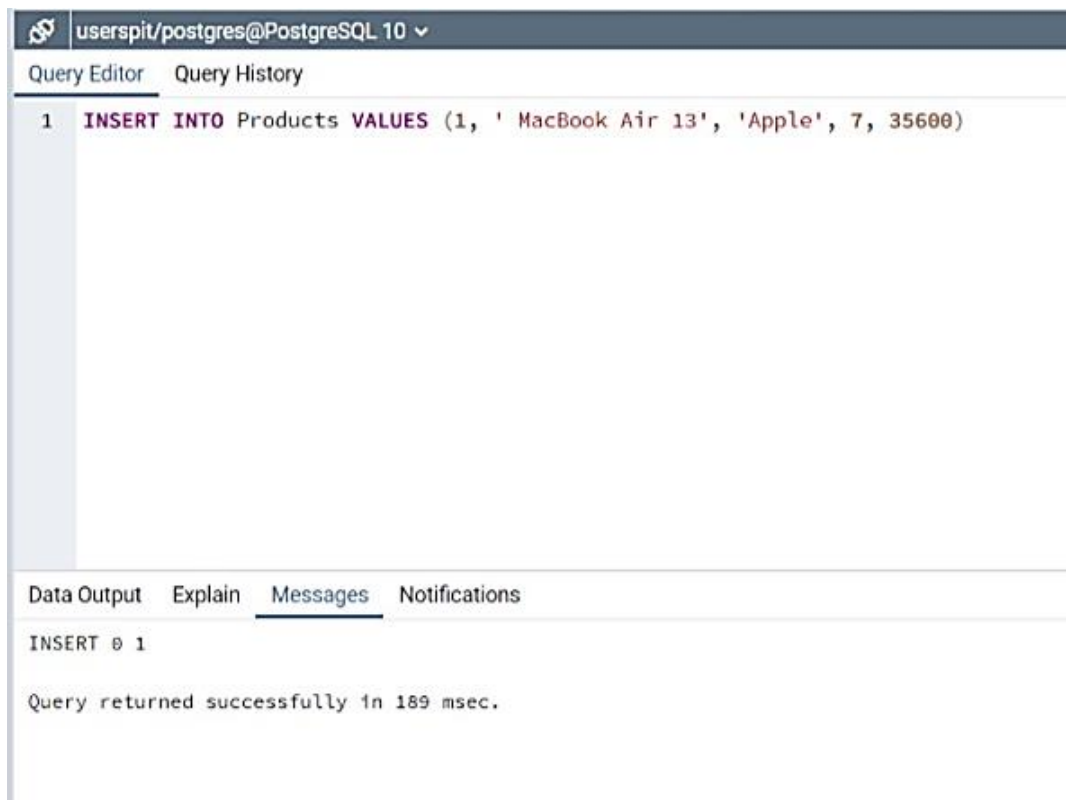 userspit/postgres@PostgreSQL 10
Query Editor Query History
1 INSERT INTO Products VALUES (1, ' MacBook Air 13', 'Apple', 7, 35600)
Data Output Explain Messages Notifications
INSERT 0 1
Query returned successfully in 189 msec.